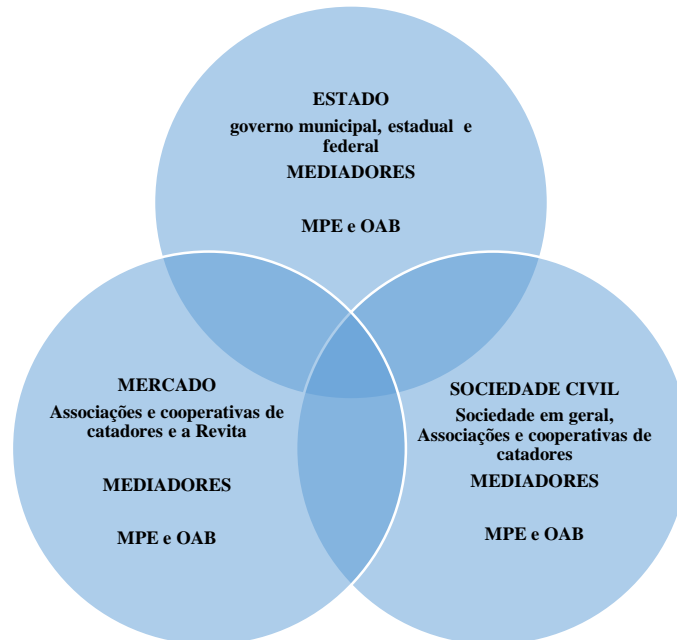 ESTADO
governo municipal, estadual e
federal
MEDIADORES
MPE e OAB
MERCADO
Associações e cooperativas de
catadores e a Revita
MEDIADORES
MPE e OAB
SOCIEDADE CIVIL
Sociedade em geral,
Associações e cooperativas de
catadores
MEDIADORES
MPE e OAB